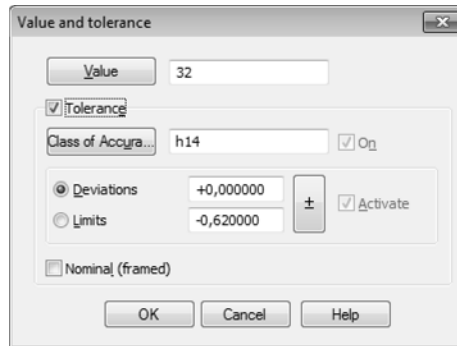 Value and tolerance
Value 32
Tolerance
Class of Accura... h14 On
Deviations +0,000000 ± Activate
Limits -0,620000
Nominal (framed)
OK Cancel Help